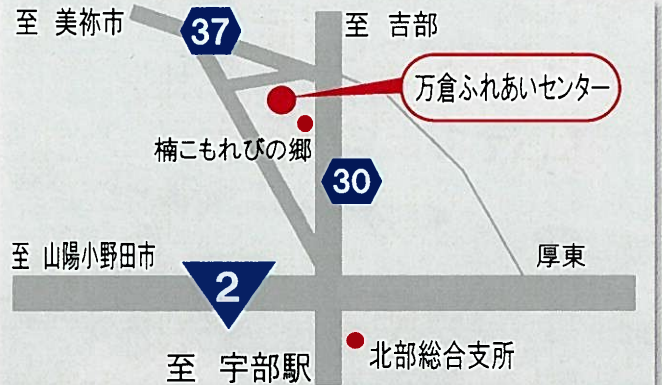 至 美祢市
37
至 吉部
万倉ふれあいセンター
楠こもれびの郷
30
至 山陽小野田市
2
厚東
至 宇部駅
北部総合支所